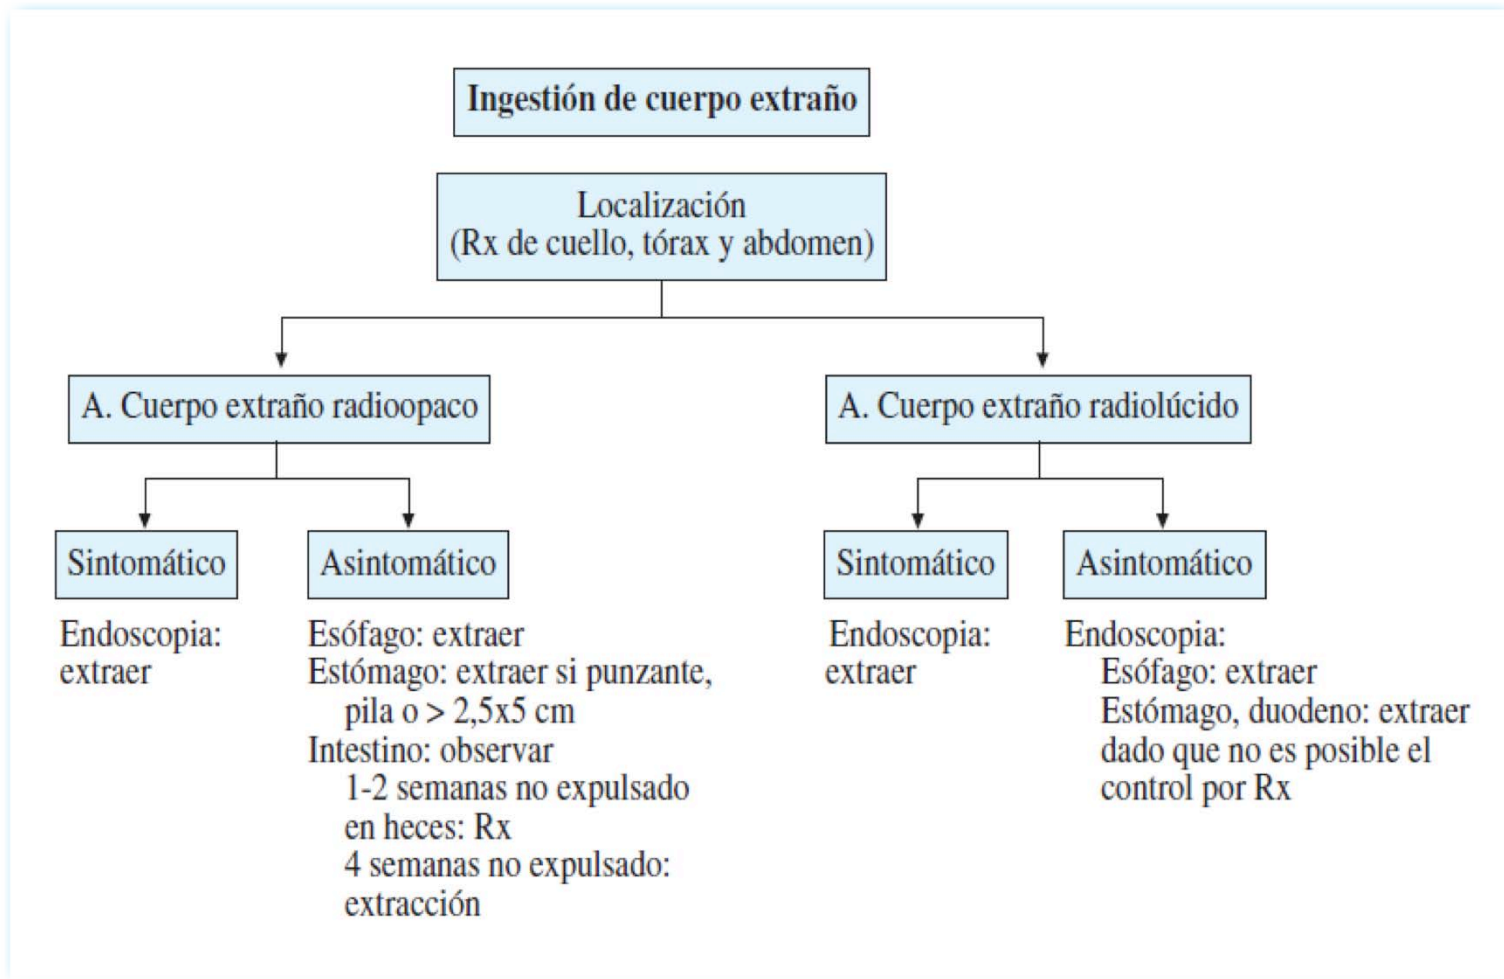 Ingestión de cuerpo extraño
Localización
(Rx de cuello, tórax y abdomen)
A. Cuerpo extraño radioopaco
A. Cuerpo extraño radiolúcido
Sintomático
Asintomático
Sintomático
Asintomático
Endoscopia:
extraer
Esófago: extraer
Estómago: extraer si punzante,
pila o > 2,5x5 cm
Intestino: observar
1-2 semanas no expulsado
en heces: Rx
4 semanas no expulsado:
extracción
Endoscopia:
extraer
Endoscopia:
Esófago: extraer
Estómago, duodeno: extraer
dado que no es posible el
control por Rx